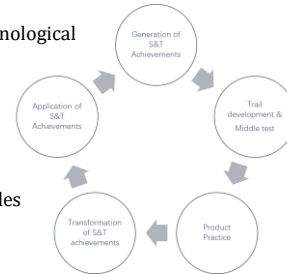 nological
Generation of
S&T
Achievements
Application of
S&T
Achievements
Trail
development &
Middle test
les
Transformation
of S&T
achievements
Product
Practice